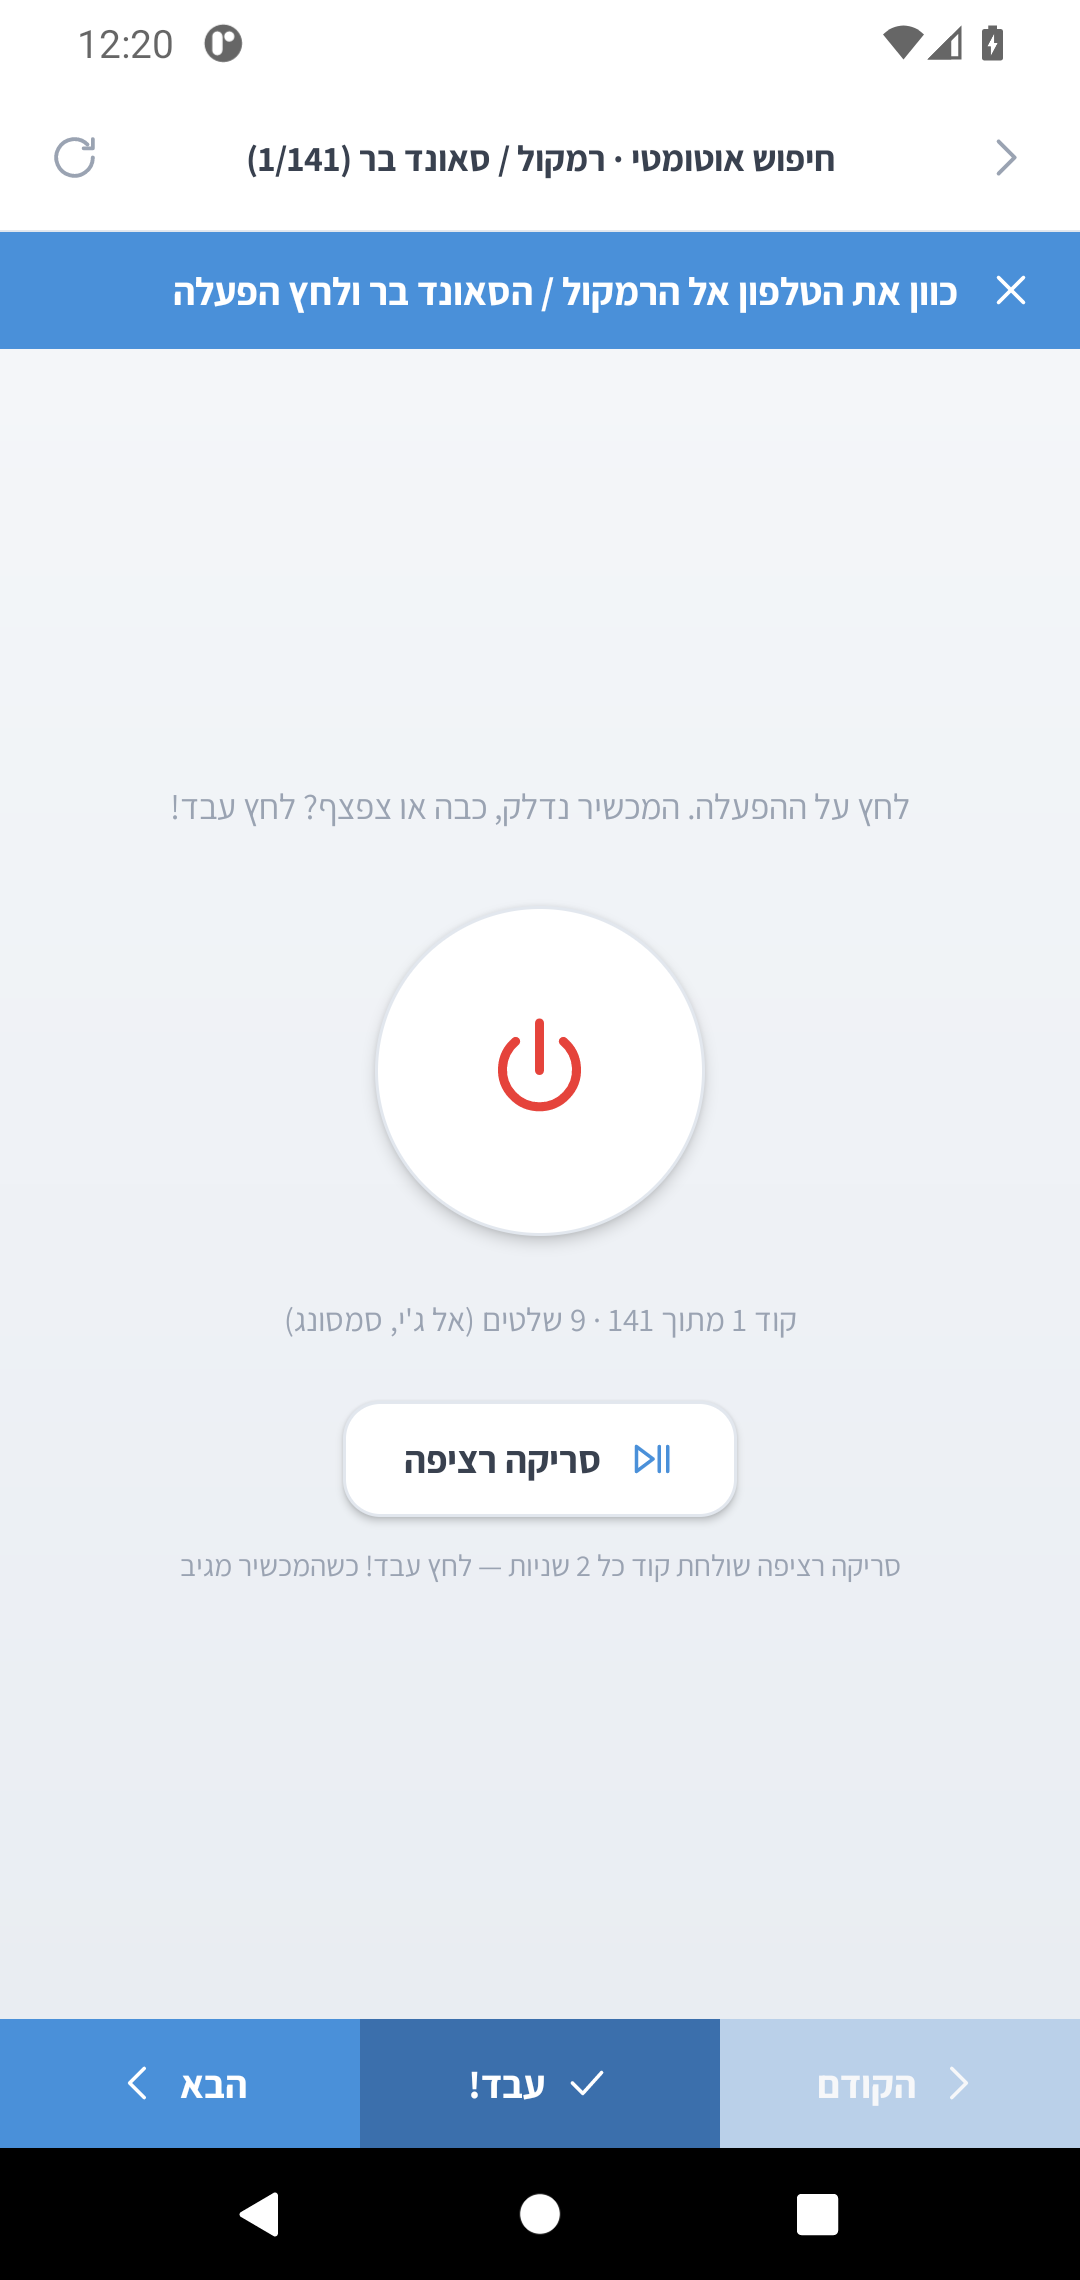 12:20
חיפוש אוטומטי · רמקול / סאונד בר (1/141)
כוון את הטלפון אל הרמקול / הסאונד בר ולחץ הפעלה
לחץ על ההפעלה. המכשיר נדלק, כבה או צפצף? לחץ עבד!
קוד 1 מתוך 141 · 9 שלטים (אל ג'י, סמסונג)
סריקה רציפה
סריקה רציפה שולחת קוד כל 2 שניות — לחץ עבד! כשהמכשיר מגיב
הקודם
עבד!
הבא